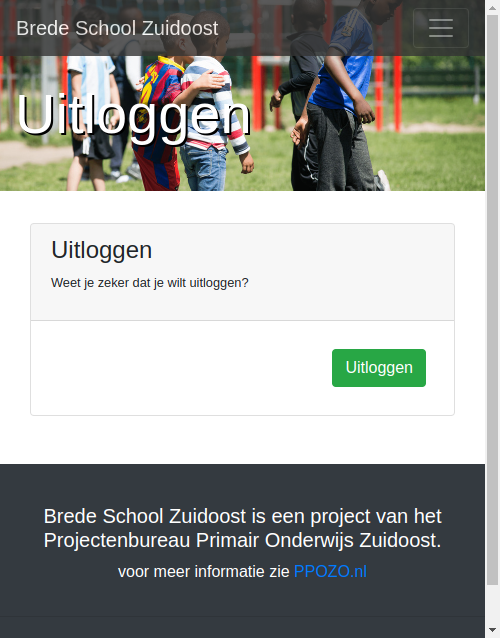 Brede School Zuidoost
Uitloggen
Uitloggen
Weet je zeker dat je wilt uitloggen?
Uitloggen
Brede School Zuidoost is een project van het
Projectenbureau Primair Onderwijs Zuidoost.
voor meer informatie zie PPOZO.nl